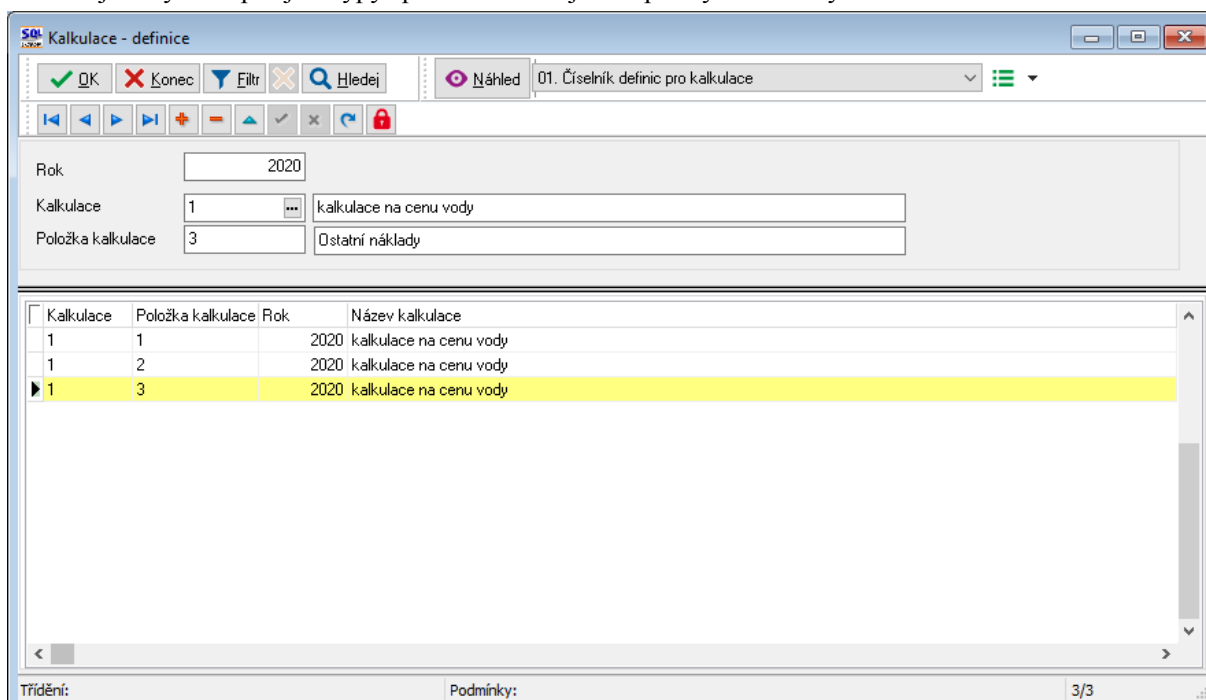 SQL Kalkulace - definice
OK Konec Filtr Hledej Náhled 01. Číselník definic pro kalkulace
Rok 2020
Kalkulace 1 ... kalkulace na cenu vody
Položka kalkulace 3 Ostatní náklady
Kalkulace Položka kalkulace Rok Název kalkulace
1 1 2020 kalkulace na cenu vody
1 2 2020 kalkulace na cenu vody
1 3 2020 kalkulace na cenu vody
Třídění: Podmínky: 3/3